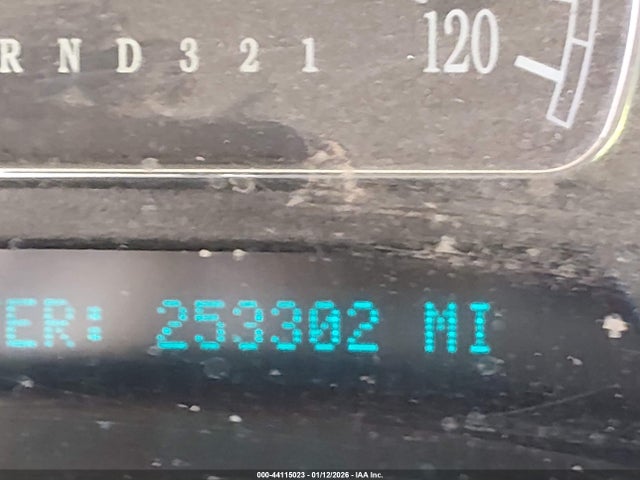 R N D 3 2 1 120
ER: 253302 MI
000-44115023 - 01/12/2026 - IAA Inc.